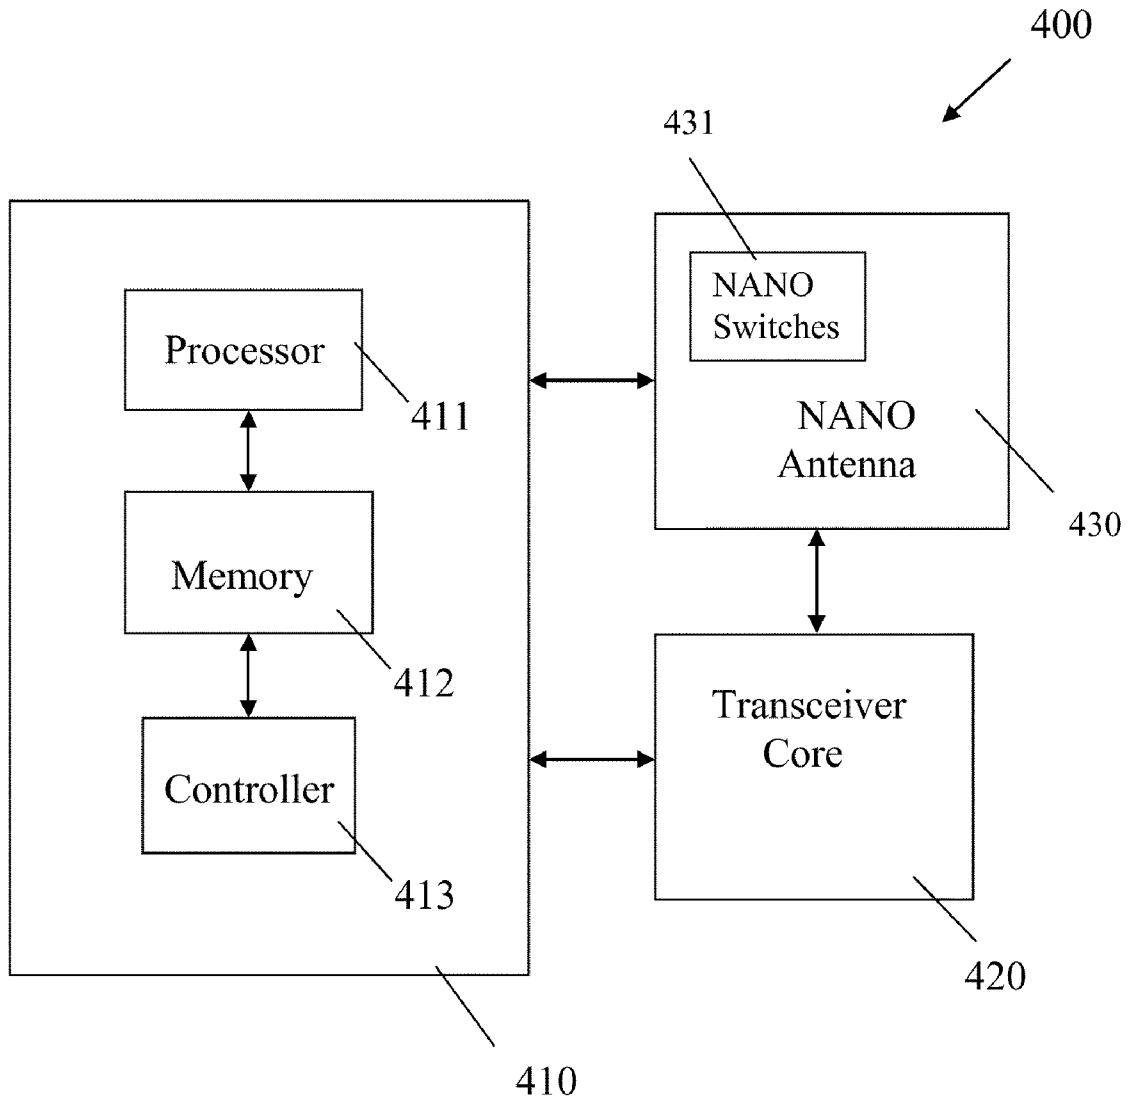 400
431
NANO
Switches
Processor
411
NANO
Antenna
430
Memory
412
Transceiver
Core
Controller
413
420
410